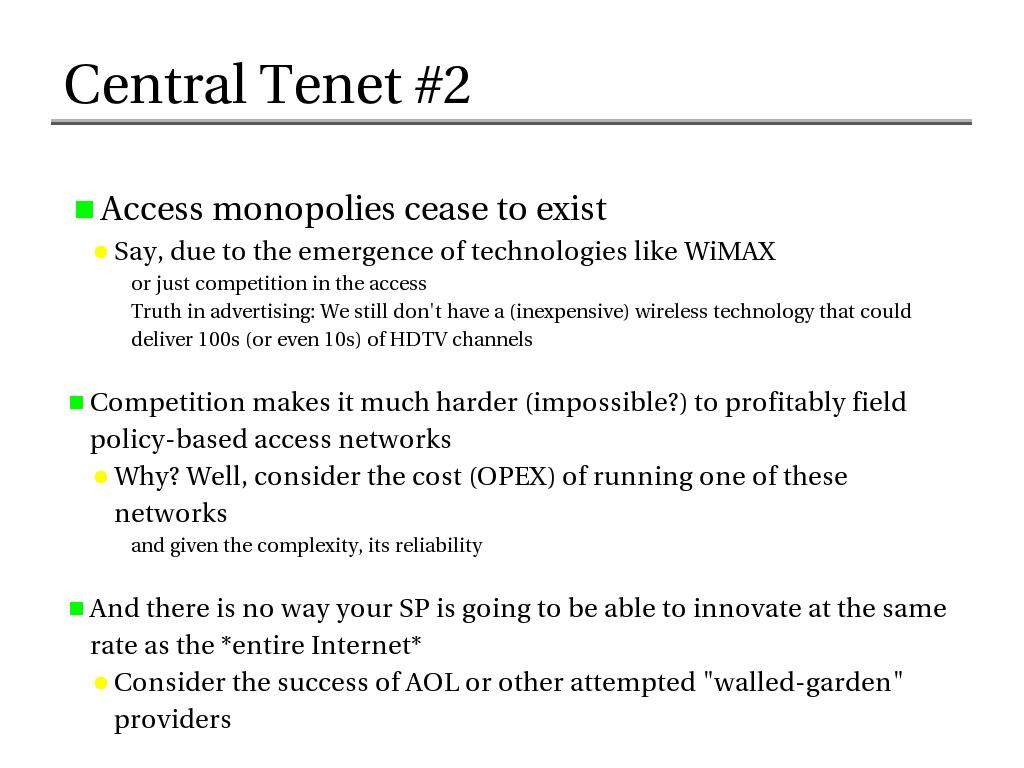 Central Tenet #2
Access monopolies cease to exist
Say, due to the emergence of technologies like WiMAX
or just competition in the access
Truth in advertising: We still don't have a (inexpensive) wireless technology that could
deliver 100s (or even 10s) of HDTV channels
Competition makes it much harder (impossible?) to profitably field
policy-based access networks
Why? Well, consider the cost (OPEX) of running one of these
networks
and given the complexity, its reliability
And there is no way your SP is going to be able to innovate at the same
rate as the *entire Internet*
Consider the success of AOL or other attempted "walled-garden"
providers